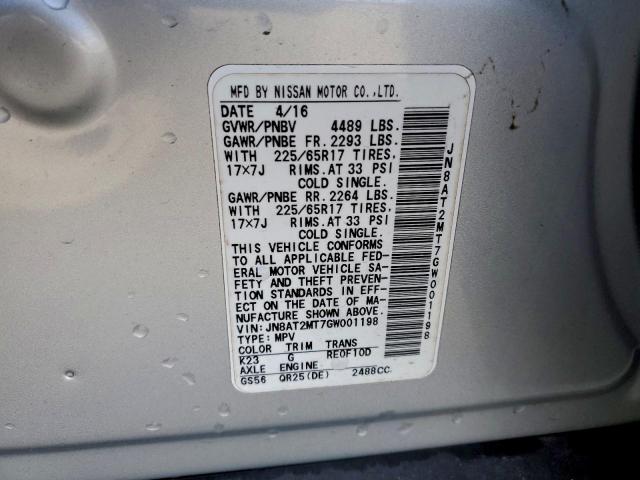 MFD BY NISSAN MOTOR CO.,LTD.
DATE 4/16
GVWR/PNBV 4489 LBS.
GAWR/PNBE FR. 2293 LBS.
WITH 225/65R17 TIRES,
17×7J RIMS.AT 33 PSI
COLD SINGLE.
GAWR/PNBE RR. 2264 LBS.
WITH 225/65R17 TIRES,
17×7J RIMS.AT 33 PSI
COLD SINGLE.
THIS VEHICLE CONFORMS
TO ALL APPLICABLE FED-
ERAL MOTOR VEHICLE SA-
FETY AND THEFT PREVEN-
TION STANDARDS IN EFF-
ECT ON THE DATE OF MA-
NUFACTURE SHOWN ABOVE.
VIN: JN8AT2MT7GW001198
TYPE: MPV
COLOR TRIM TRANS
K23 G RE0F10D
AXLE ENGINE
GS56 QR25(DE) 2488CC
JN8AT2MT7GW001198